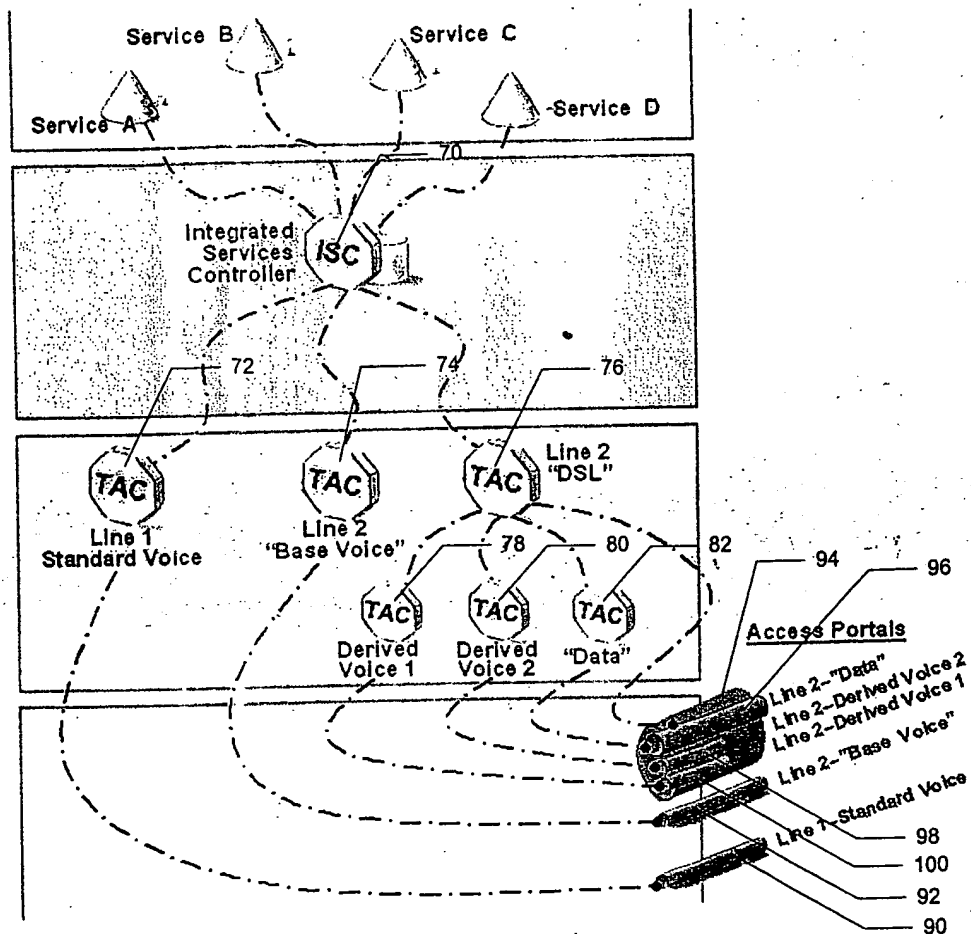 Service B
Service C
Service A
Service D
70
Integrated
Services
Controller
ISC
72
74
76
TAC
TAC
TAC
Line 2
"DSL"
Line 1
Standard Voice
Line 2
"Base Voice"
78
80
82
94
96
TAC
TAC
TAC
Derived
Voice 1
Derived
Voice 2
"Data"
Access Portals
Line 2-"Data"
Line 2-Derived Voice 2
Line 2-Derived Voice 1
Line 2-"Base Voice"
Line 1-Standard Voice
98
100
92
90